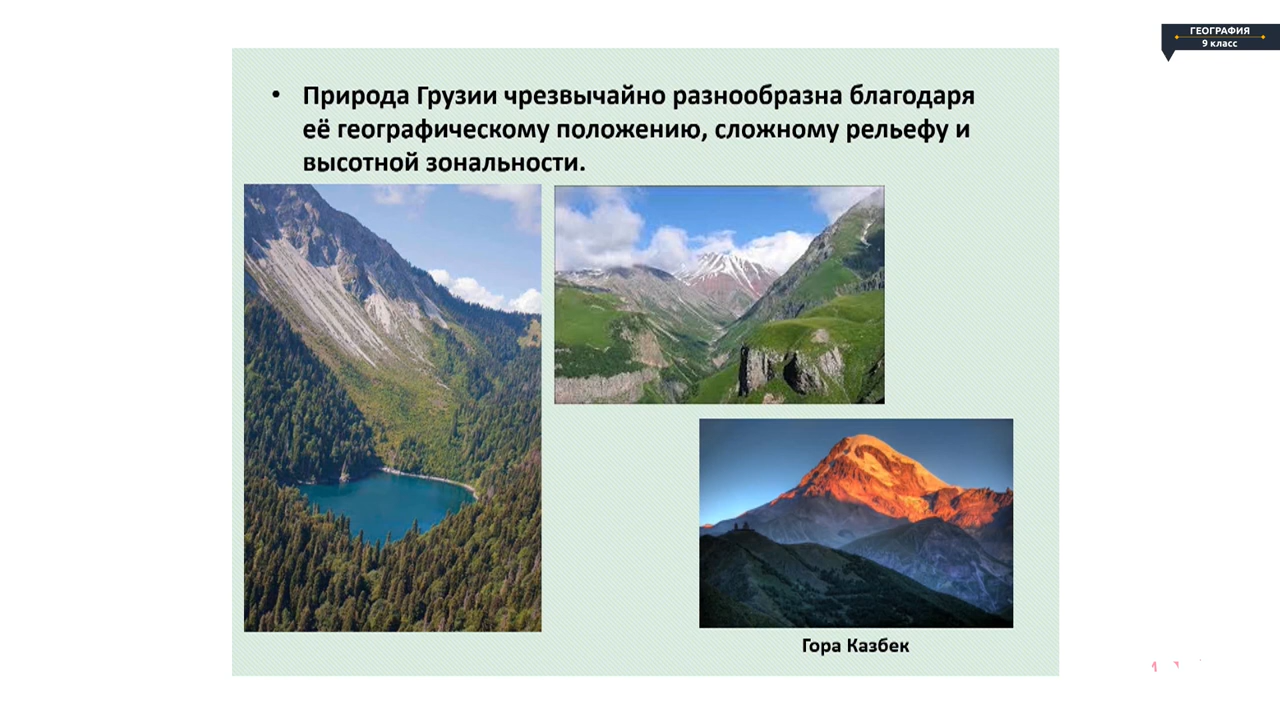 ГЕОГРАФИЯ
9 класс
• Природа Грузии чрезвычайно разнообразна благодаря
её географическому положению, сложному рельефу и
высотной зональности.
Гора Казбек